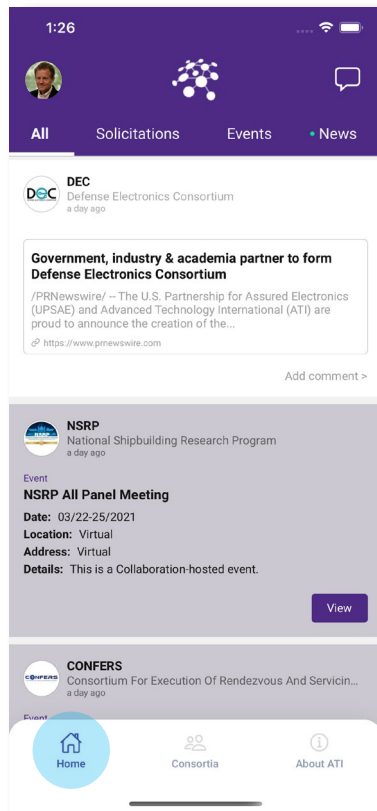 1:26
All Solicitations Events • News
DEC
DEC
Defense Electronics Consortium
a day ago
Government, industry & academia partner to form
Defense Electronics Consortium
/PRNewswire/ -- The U.S. Partnership for Assured Electronics
(UPSAE) and Advanced Technology International (ATI) are
proud to announce the creation of the...
https://www.prnewswire.com
Add comment >
NSRP
NSRP
National Shipbuilding Research Program
a day ago
Event
NSRP All Panel Meeting
Date: 03/22-25/2021
Location: Virtual
Address: Virtual
Details: This is a Collaboration-hosted event.
View
CONFERS
CONFERS
Consortium For Execution Of Rendezvous And Servicin...
a day ago
Event
Home Consortia About ATI